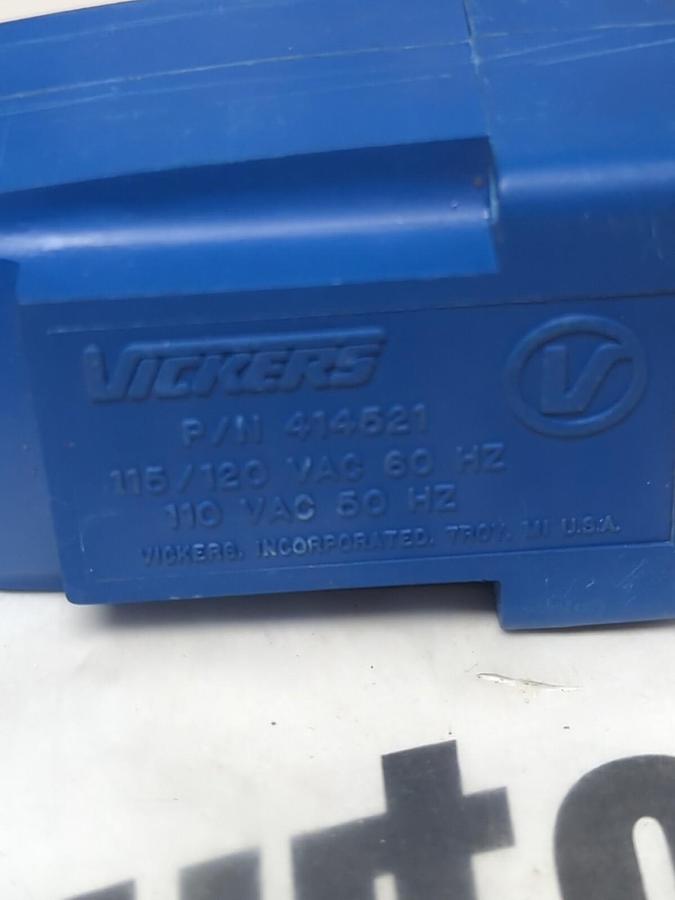 VICKERS
P/N 414521
115/120 VAC 60 HZ
110 VAC 50 HZ
VICKERS, INCORPORATED, TROY, MI U.S.A.